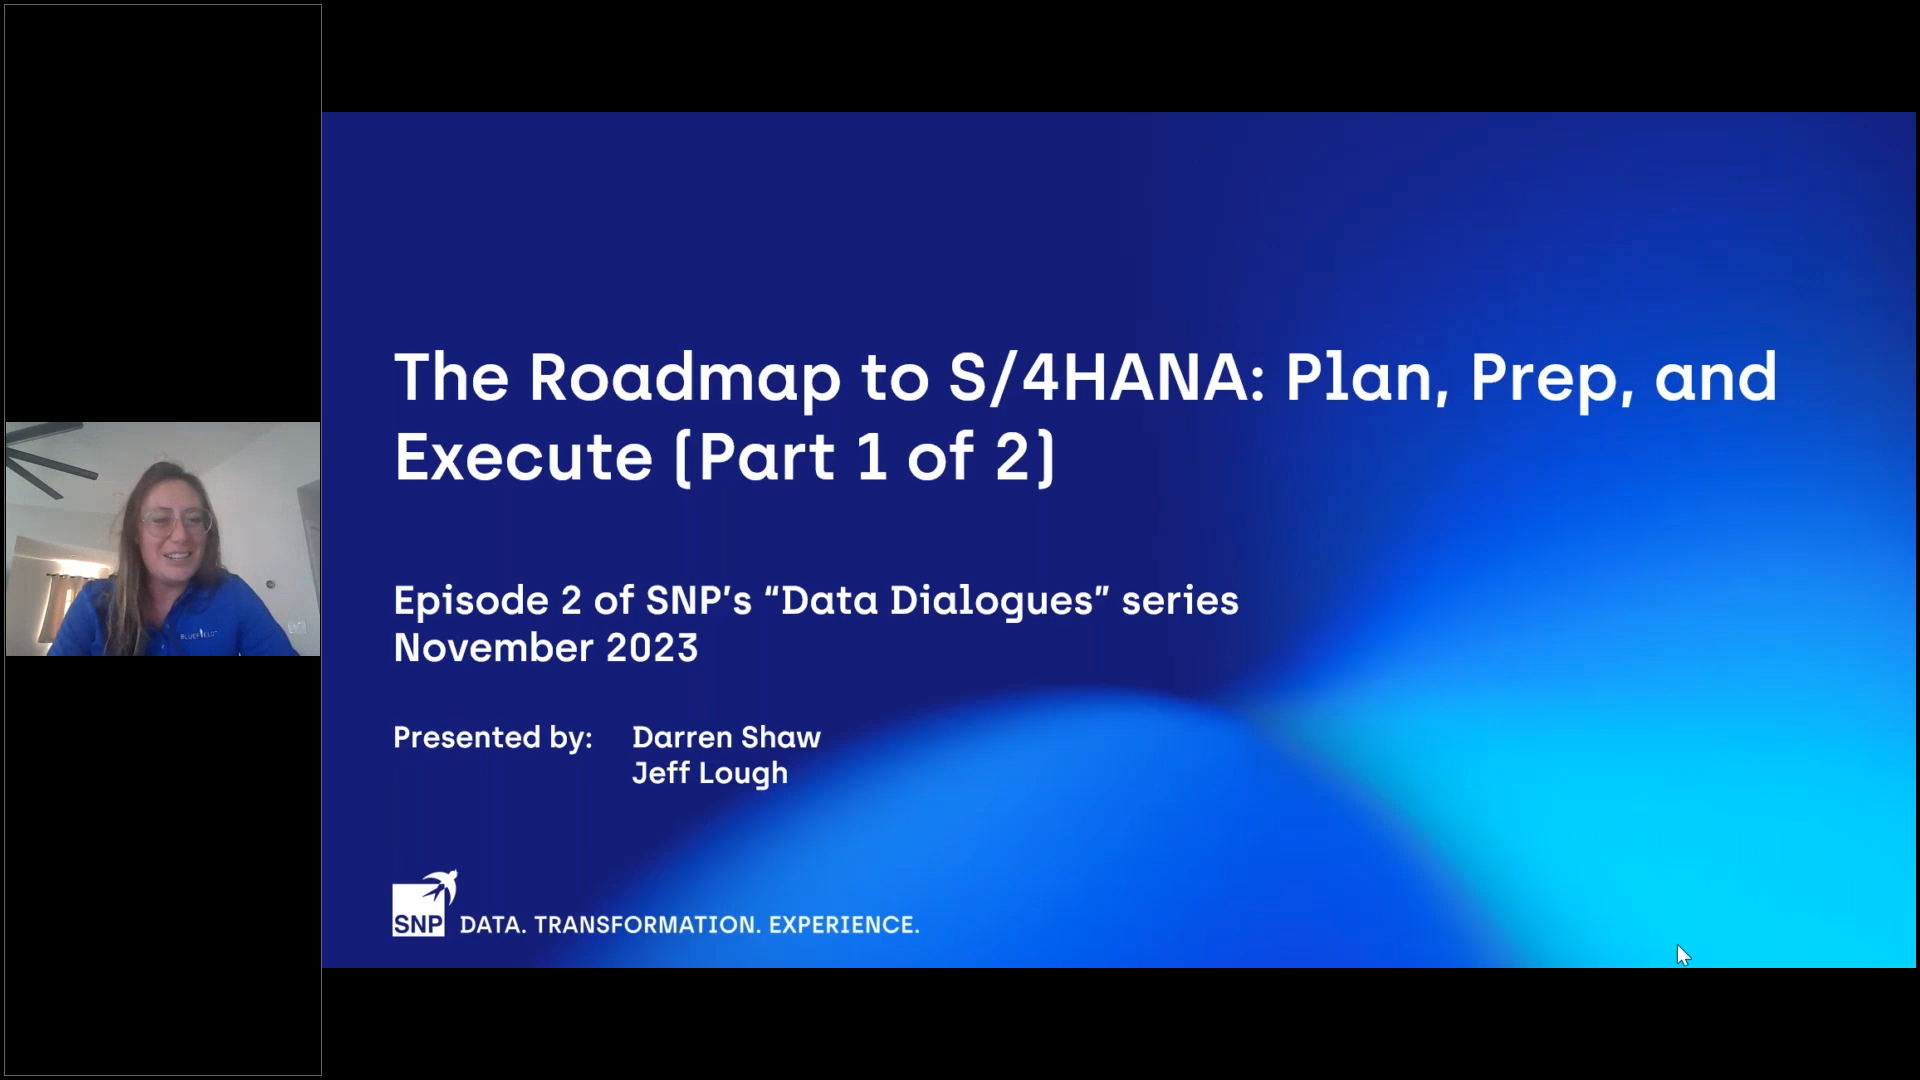 The Roadmap to S/4HANA: Plan, Prep, and
Execute (Part 1 of 2)
Episode 2 of SNP’s “Data Dialogues” series
November 2023
Presented by: Darren Shaw
Jeff Lough
SNP DATA. TRANSFORMATION. EXPERIENCE.
BLUEFIELD